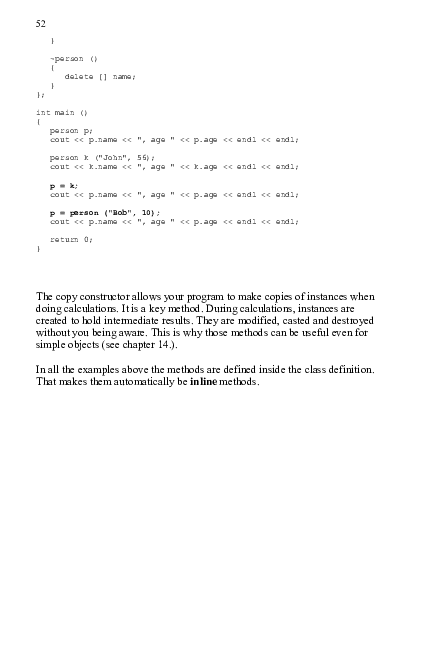 52
}
~person ()
{
delete [] name;
}
};
int main ()
{
person p;
cout << p.name << ", age " << p.age << endl << endl;
person k ("John", 56);
cout << k.name << ", age " << k.age << endl << endl;
p = k;
cout << p.name << ", age " << p.age << endl << endl;
p = person ("Bob", 10);
cout << p.name << ", age " << p.age << endl << endl;
return 0;
}
The copy constructor allows your program to make copies of instances when
doing calculations. It is a key method. During calculations, instances are
created to hold intermediate results. They are modified, casted and destroyed
without you being aware. This is why those methods can be useful even for
simple objects (see chapter 14.).
In all the examples above the methods are defined inside the class definition.
That makes them automatically be inline methods.